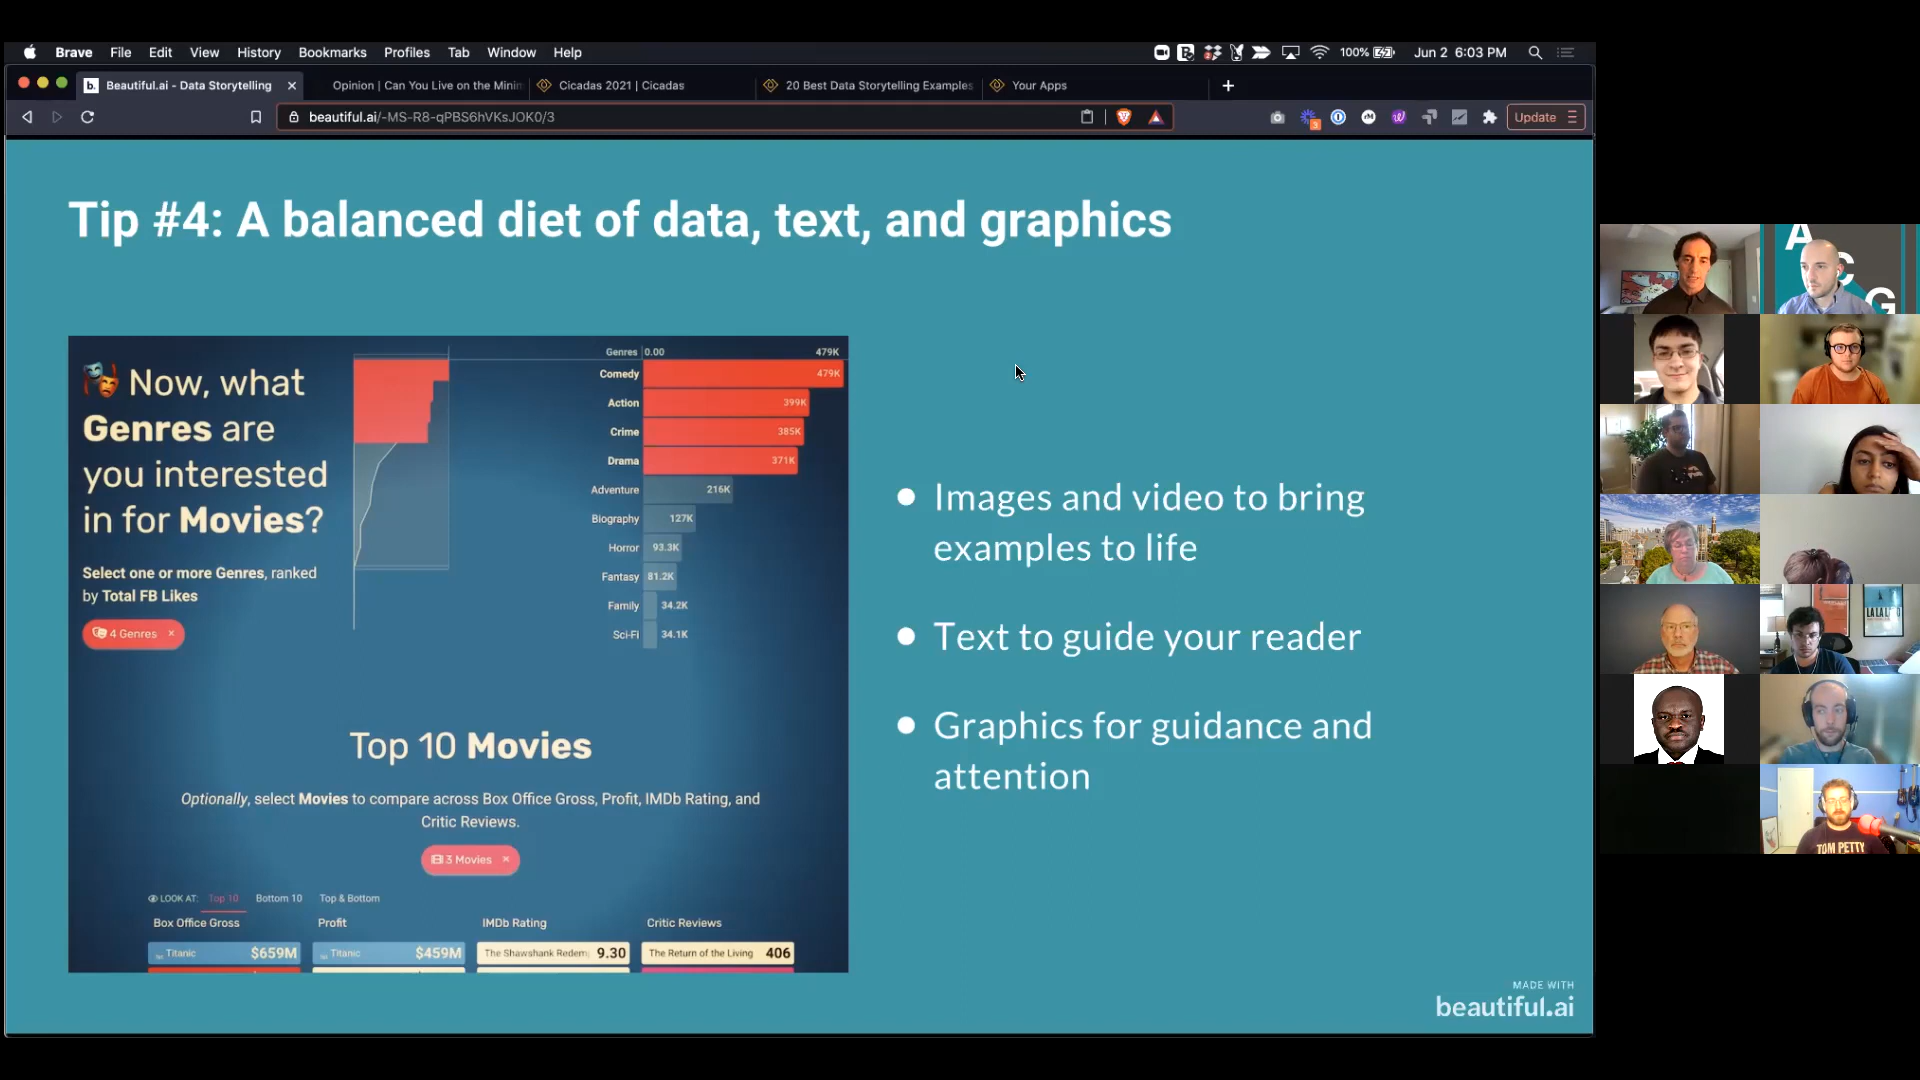 Brave File Edit View History Bookmarks Profiles Tab Window Help 100% Jun 2 6:03 PM
b. Beautiful.ai - Data Storytelling Opinion | Can You Live on the Minim Cicadas 2021 | Cicadas 20 Best Data Storytelling Examples Your Apps
beautiful.ai/-MS-R8-qPBS6hVKsJOK0/3 Update
Tip #4: A balanced diet of data, text, and graphics
Now, what
Genres are
you interested
in for Movies?
Select one or more Genres, ranked
by Total FB Likes
4 Genres ×
Genres 0.00 479K
Comedy 479K
Action 399K
Crime 385K
Drama 371K
Adventure 216K
Biography 127K
Horror 93.3K
Fantasy 81.2K
Family 34.2K
Sci-Fi 34.1K
Top 10 Movies
Optionally, select Movies to compare across Box Office Gross, Profit, IMDb Rating, and
Critic Reviews.
3 Movies ×
LOOK AT: Top 10 Bottom 10 Top & Bottom
Box Office Gross Profit IMDb Rating Critic Reviews
Titanic $659M Titanic $459M The Shawshank Redem 9.30 The Return of the Living 406
• Images and video to bring
examples to life
• Text to guide your reader
• Graphics for guidance and
attention
MADE WITH
beautiful.ai
A
C
G
LA LA LAND
TOM PETTY